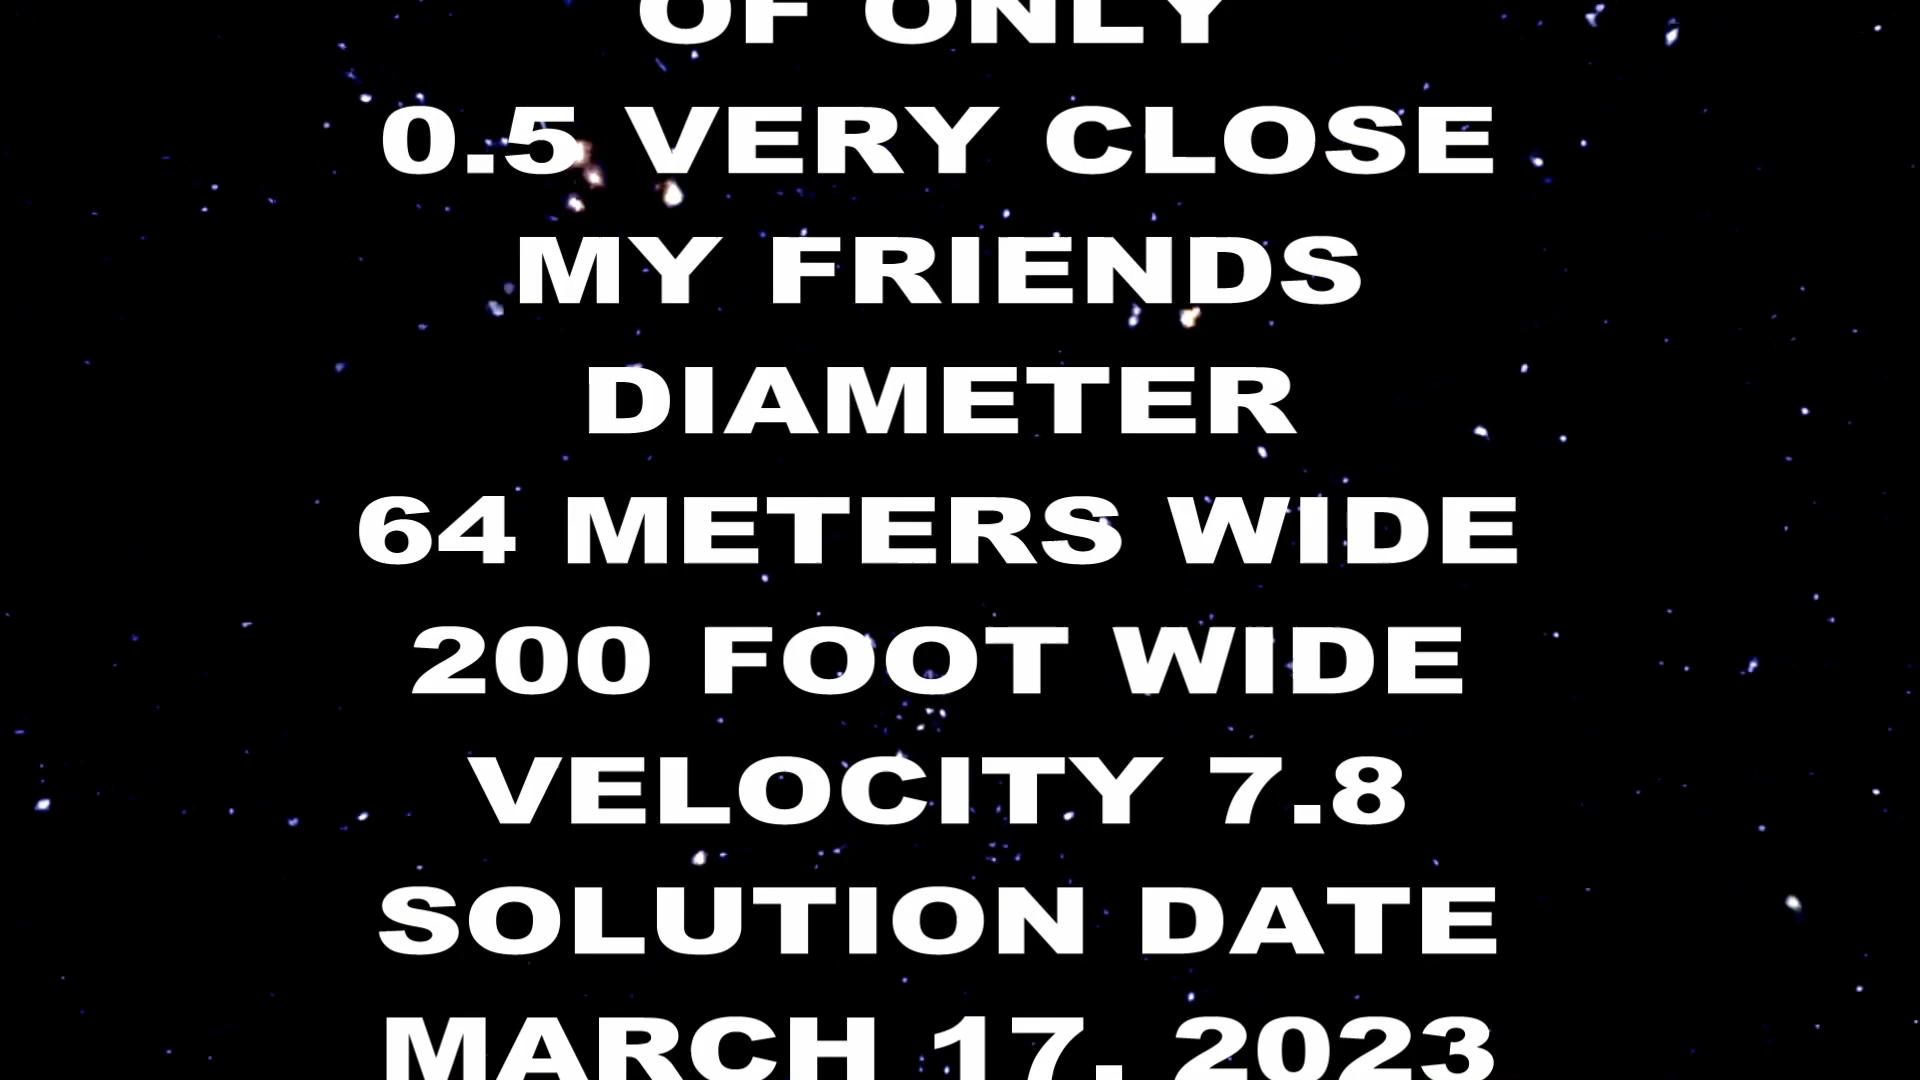 OF ONLY
0.5 VERY CLOSE
MY FRIENDS
DIAMETER
64 METERS WIDE
200 FOOT WIDE
VELOCITY 7.8
SOLUTION DATE
MARCH 17, 2023